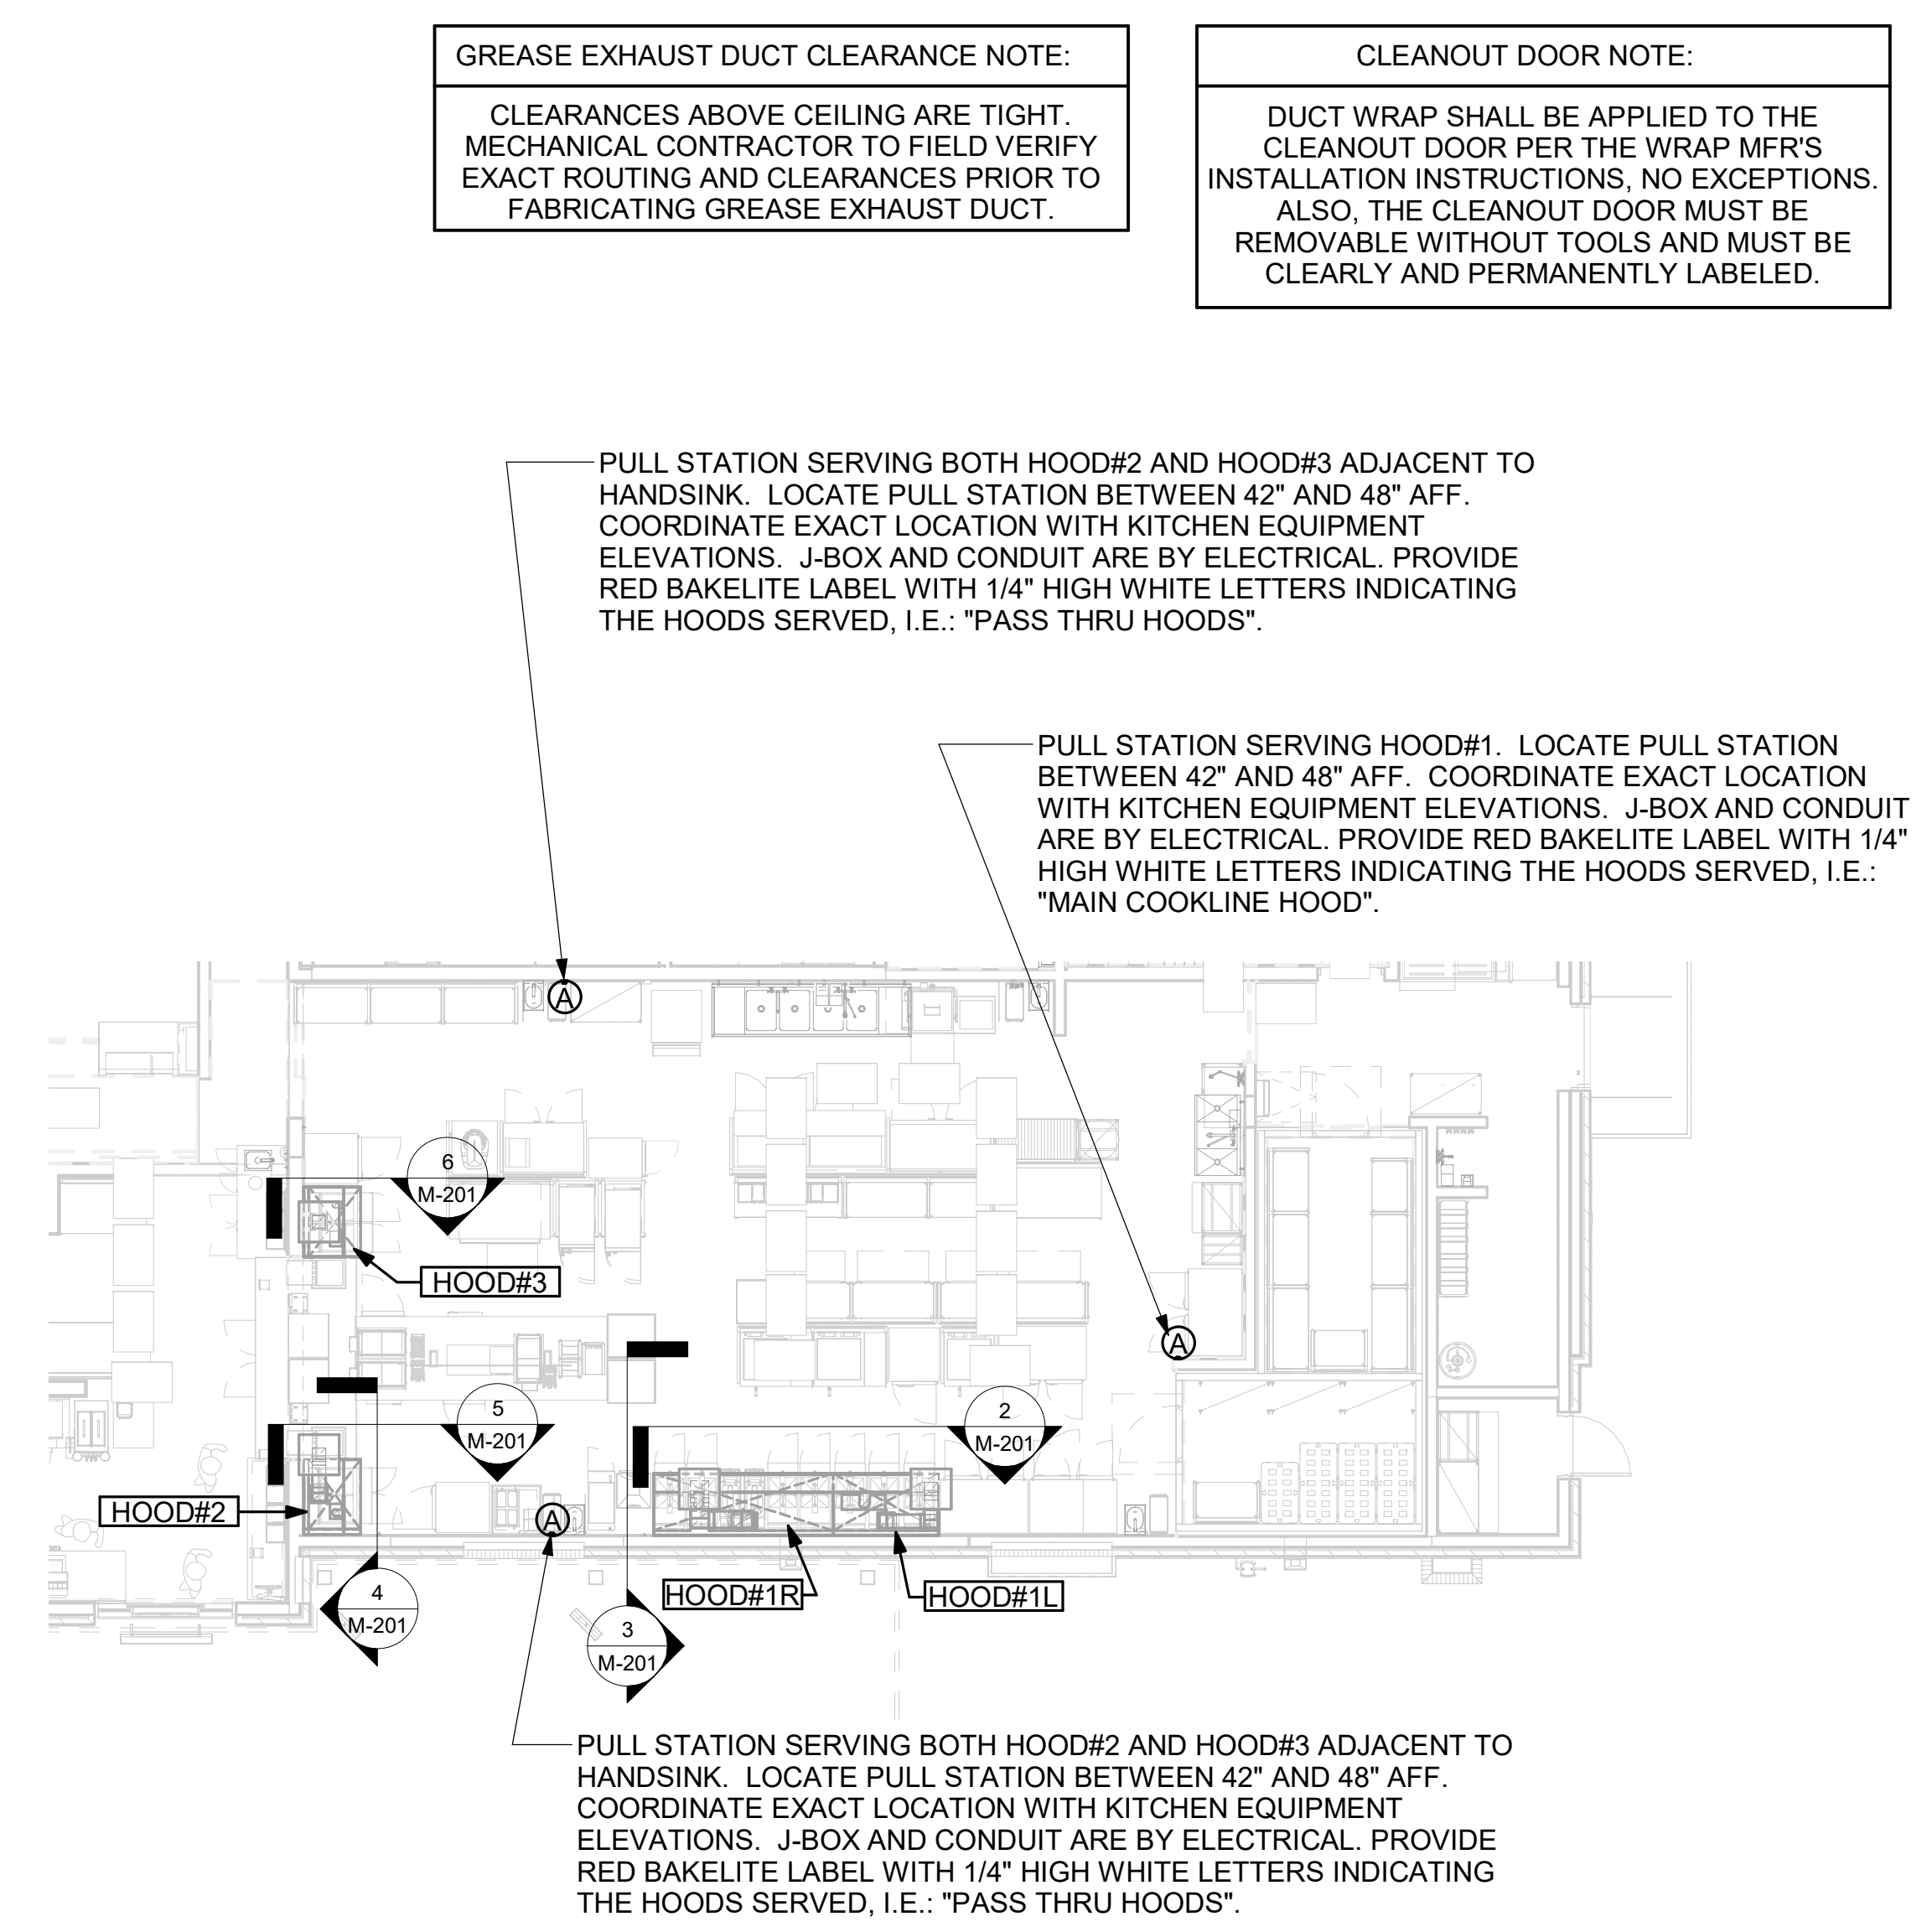 GREASE EXHAUST DUCT CLEARANCE NOTE:
CLEARANCES ABOVE CEILING ARE TIGHT.
MECHANICAL CONTRACTOR TO FIELD VERIFY
EXACT ROUTING AND CLEARANCES PRIOR TO
FABRICATING GREASE EXHAUST DUCT.
CLEANOUT DOOR NOTE:
DUCT WRAP SHALL BE APPLIED TO THE
CLEANOUT DOOR PER THE WRAP MFR'S
INSTALLATION INSTRUCTIONS, NO EXCEPTIONS.
ALSO, THE CLEANOUT DOOR MUST BE
REMOVABLE WITHOUT TOOLS AND MUST BE
CLEARLY AND PERMANENTLY LABELED.
PULL STATION SERVING BOTH HOOD#2 AND HOOD#3 ADJACENT TO
HANDSINK. LOCATE PULL STATION BETWEEN 42" AND 48" AFF.
COORDINATE EXACT LOCATION WITH KITCHEN EQUIPMENT
ELEVATIONS. J-BOX AND CONDUIT ARE BY ELECTRICAL. PROVIDE
RED BAKELITE LABEL WITH 1/4" HIGH WHITE LETTERS INDICATING
THE HOODS SERVED, I.E.: "PASS THRU HOODS".
PULL STATION SERVING HOOD#1. LOCATE PULL STATION
BETWEEN 42" AND 48" AFF. COORDINATE EXACT LOCATION
WITH KITCHEN EQUIPMENT ELEVATIONS. J-BOX AND CONDUIT
ARE BY ELECTRICAL. PROVIDE RED BAKELITE LABEL WITH 1/4"
HIGH WHITE LETTERS INDICATING THE HOODS SERVED, I.E.:
"MAIN COOKLINE HOOD".
A
6
M-201
HOOD#3
A
5
M-201
2
M-201
HOOD#2
A
HOOD#1R
HOOD#1L
4
M-201
3
M-201
PULL STATION SERVING BOTH HOOD#2 AND HOOD#3 ADJACENT TO
HANDSINK. LOCATE PULL STATION BETWEEN 42" AND 48" AFF.
COORDINATE EXACT LOCATION WITH KITCHEN EQUIPMENT
ELEVATIONS. J-BOX AND CONDUIT ARE BY ELECTRICAL. PROVIDE
RED BAKELITE LABEL WITH 1/4" HIGH WHITE LETTERS INDICATING
THE HOODS SERVED, I.E.: "PASS THRU HOODS".